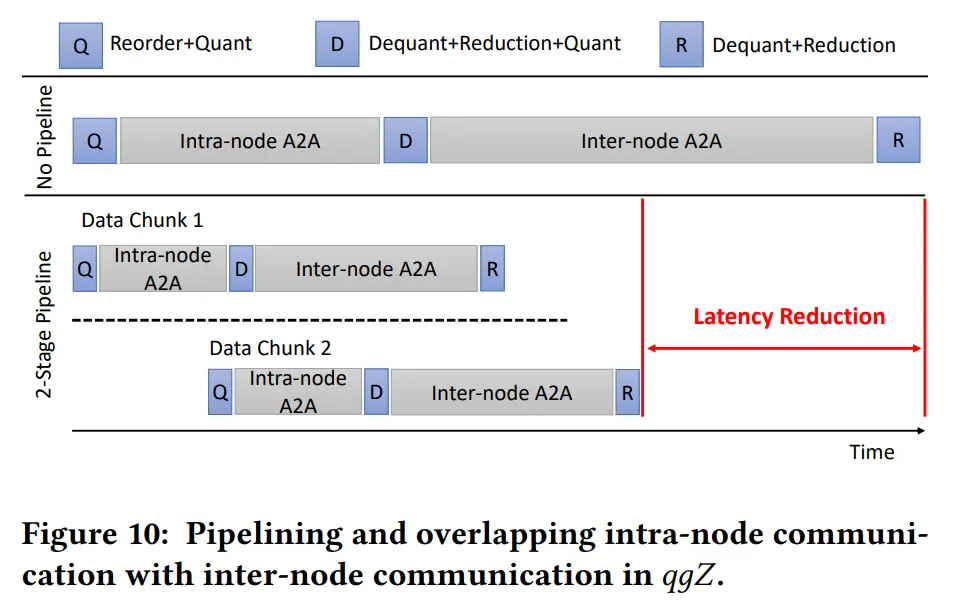 Q Reorder+Quant D Dequant+Reduction+Quant R Dequant+Reduction
No Pipeline
Q Intra-node A2A D Inter-node A2A R
2-Stage Pipeline
Data Chunk 1
Q Intra-node A2A D Inter-node A2A R
Latency Reduction
Data Chunk 2
Q Intra-node A2A D Inter-node A2A R
Time
Figure 10: Pipelining and overlapping intra-node communi-
cation with inter-node communication in qgZ.